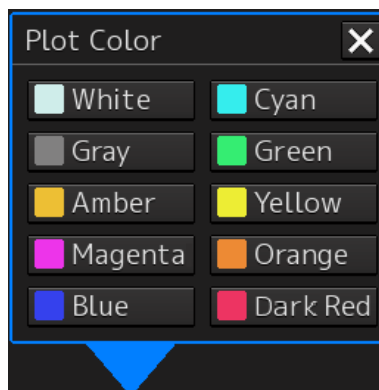 Plot Color
White Cyan
Gray Green
Amber Yellow
Magenta Orange
Blue Dark Red